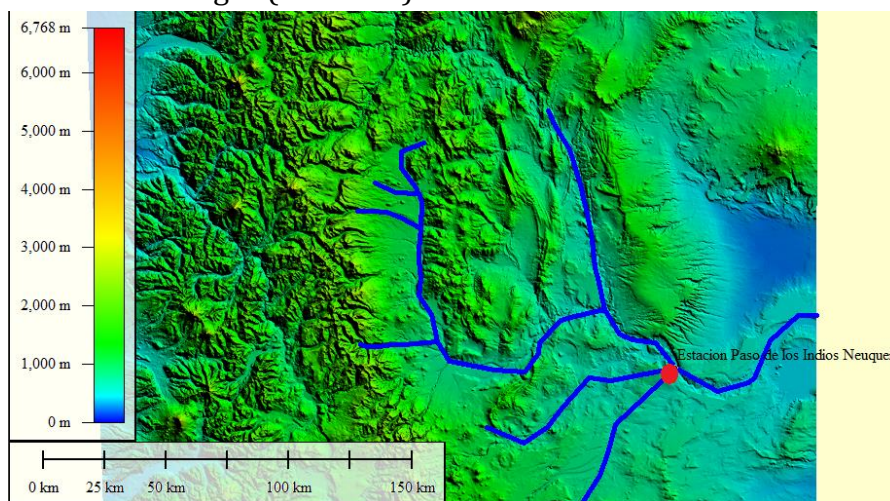 6,768 m
6,000 m
5,000 m
4,000 m
3,000 m
2,000 m
1,000 m
0 m
Estacion Paso de los Indios Neuque
0 km 25 km 50 km 100 km 150 km